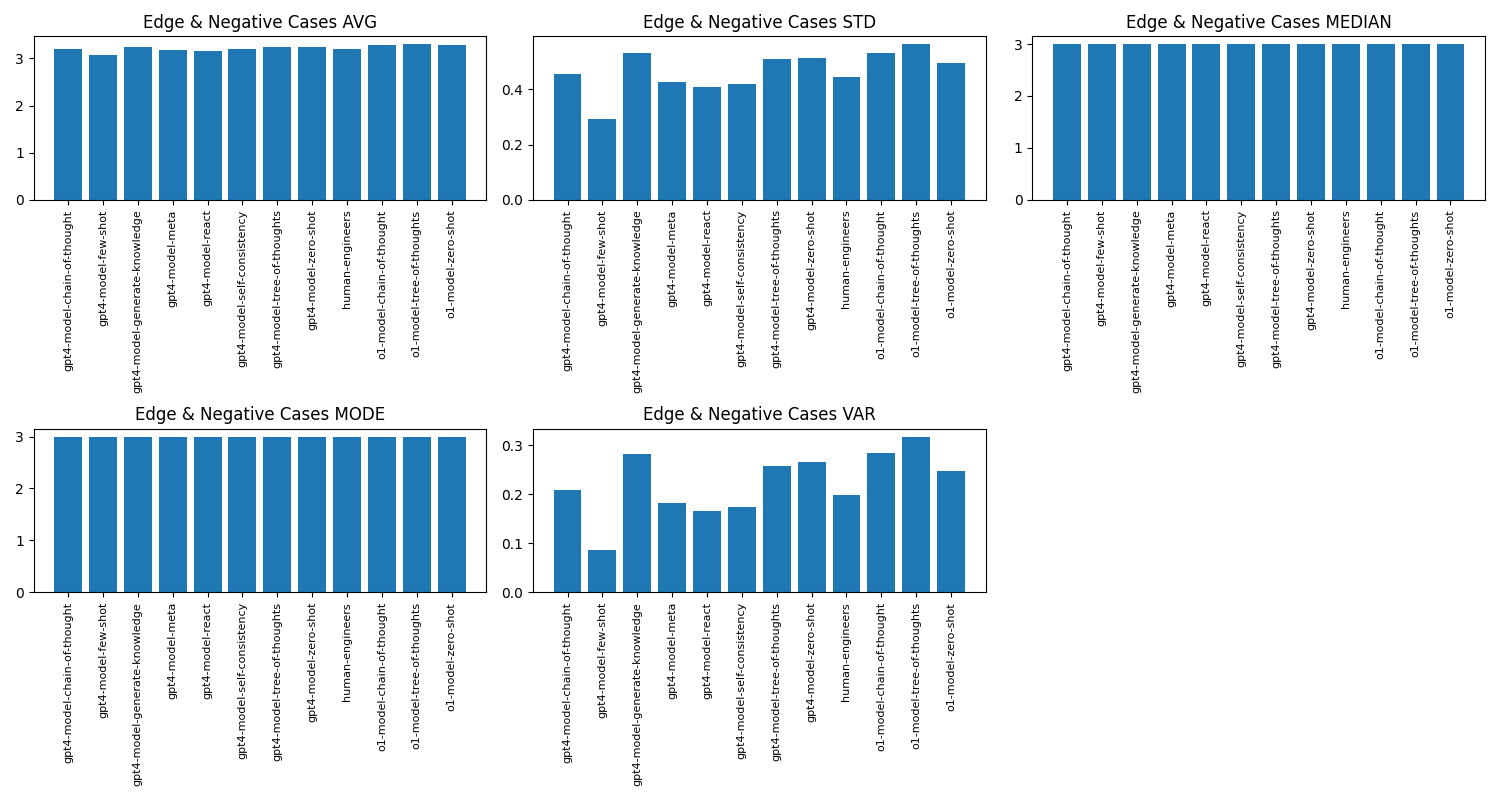 Edge & Negative Cases AVG
3
2
1
0
gpt4-model-chain-of-thought
gpt4-model-few-shot
gpt4-model-generate-knowledge
gpt4-model-meta
gpt4-model-react
gpt4-model-self-consistency
gpt4-model-tree-of-thoughts
gpt4-model-zero-shot
human-engineers
o1-model-chain-of-thought
o1-model-tree-of-thoughts
o1-model-zero-shot
Edge & Negative Cases STD
0.4
0.2
0.0
gpt4-model-chain-of-thought
gpt4-model-few-shot
gpt4-model-generate-knowledge
gpt4-model-meta
gpt4-model-react
gpt4-model-self-consistency
gpt4-model-tree-of-thoughts
gpt4-model-zero-shot
human-engineers
o1-model-chain-of-thought
o1-model-tree-of-thoughts
o1-model-zero-shot
Edge & Negative Cases MEDIAN
3
2
1
0
gpt4-model-chain-of-thought
gpt4-model-few-shot
gpt4-model-generate-knowledge
gpt4-model-meta
gpt4-model-react
gpt4-model-self-consistency
gpt4-model-tree-of-thoughts
gpt4-model-zero-shot
human-engineers
o1-model-chain-of-thought
o1-model-tree-of-thoughts
o1-model-zero-shot
Edge & Negative Cases MODE
3
2
1
0
gpt4-model-chain-of-thought
gpt4-model-few-shot
gpt4-model-generate-knowledge
gpt4-model-meta
gpt4-model-react
gpt4-model-self-consistency
gpt4-model-tree-of-thoughts
gpt4-model-zero-shot
human-engineers
o1-model-chain-of-thought
o1-model-tree-of-thoughts
o1-model-zero-shot
Edge & Negative Cases VAR
0.3
0.2
0.1
0.0
gpt4-model-chain-of-thought
gpt4-model-few-shot
gpt4-model-generate-knowledge
gpt4-model-meta
gpt4-model-react
gpt4-model-self-consistency
gpt4-model-tree-of-thoughts
gpt4-model-zero-shot
human-engineers
o1-model-chain-of-thought
o1-model-tree-of-thoughts
o1-model-zero-shot